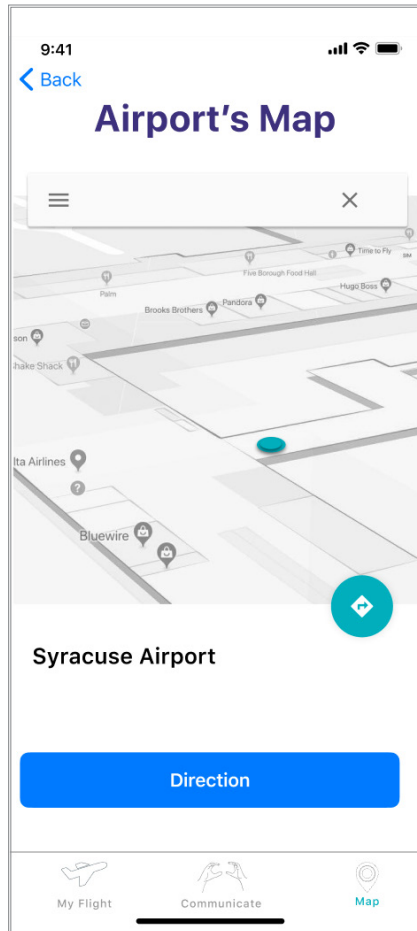 9:41
Back
Airport's Map
Time to Fly
BM
Five Borough Food Hall
Palm
Hugo Boss
Pandora
Brooks Brothers
son
hake Shack
lta Airlines
?
Bluewire
Syracuse Airport
Direction
My Flight
Communicate
Map